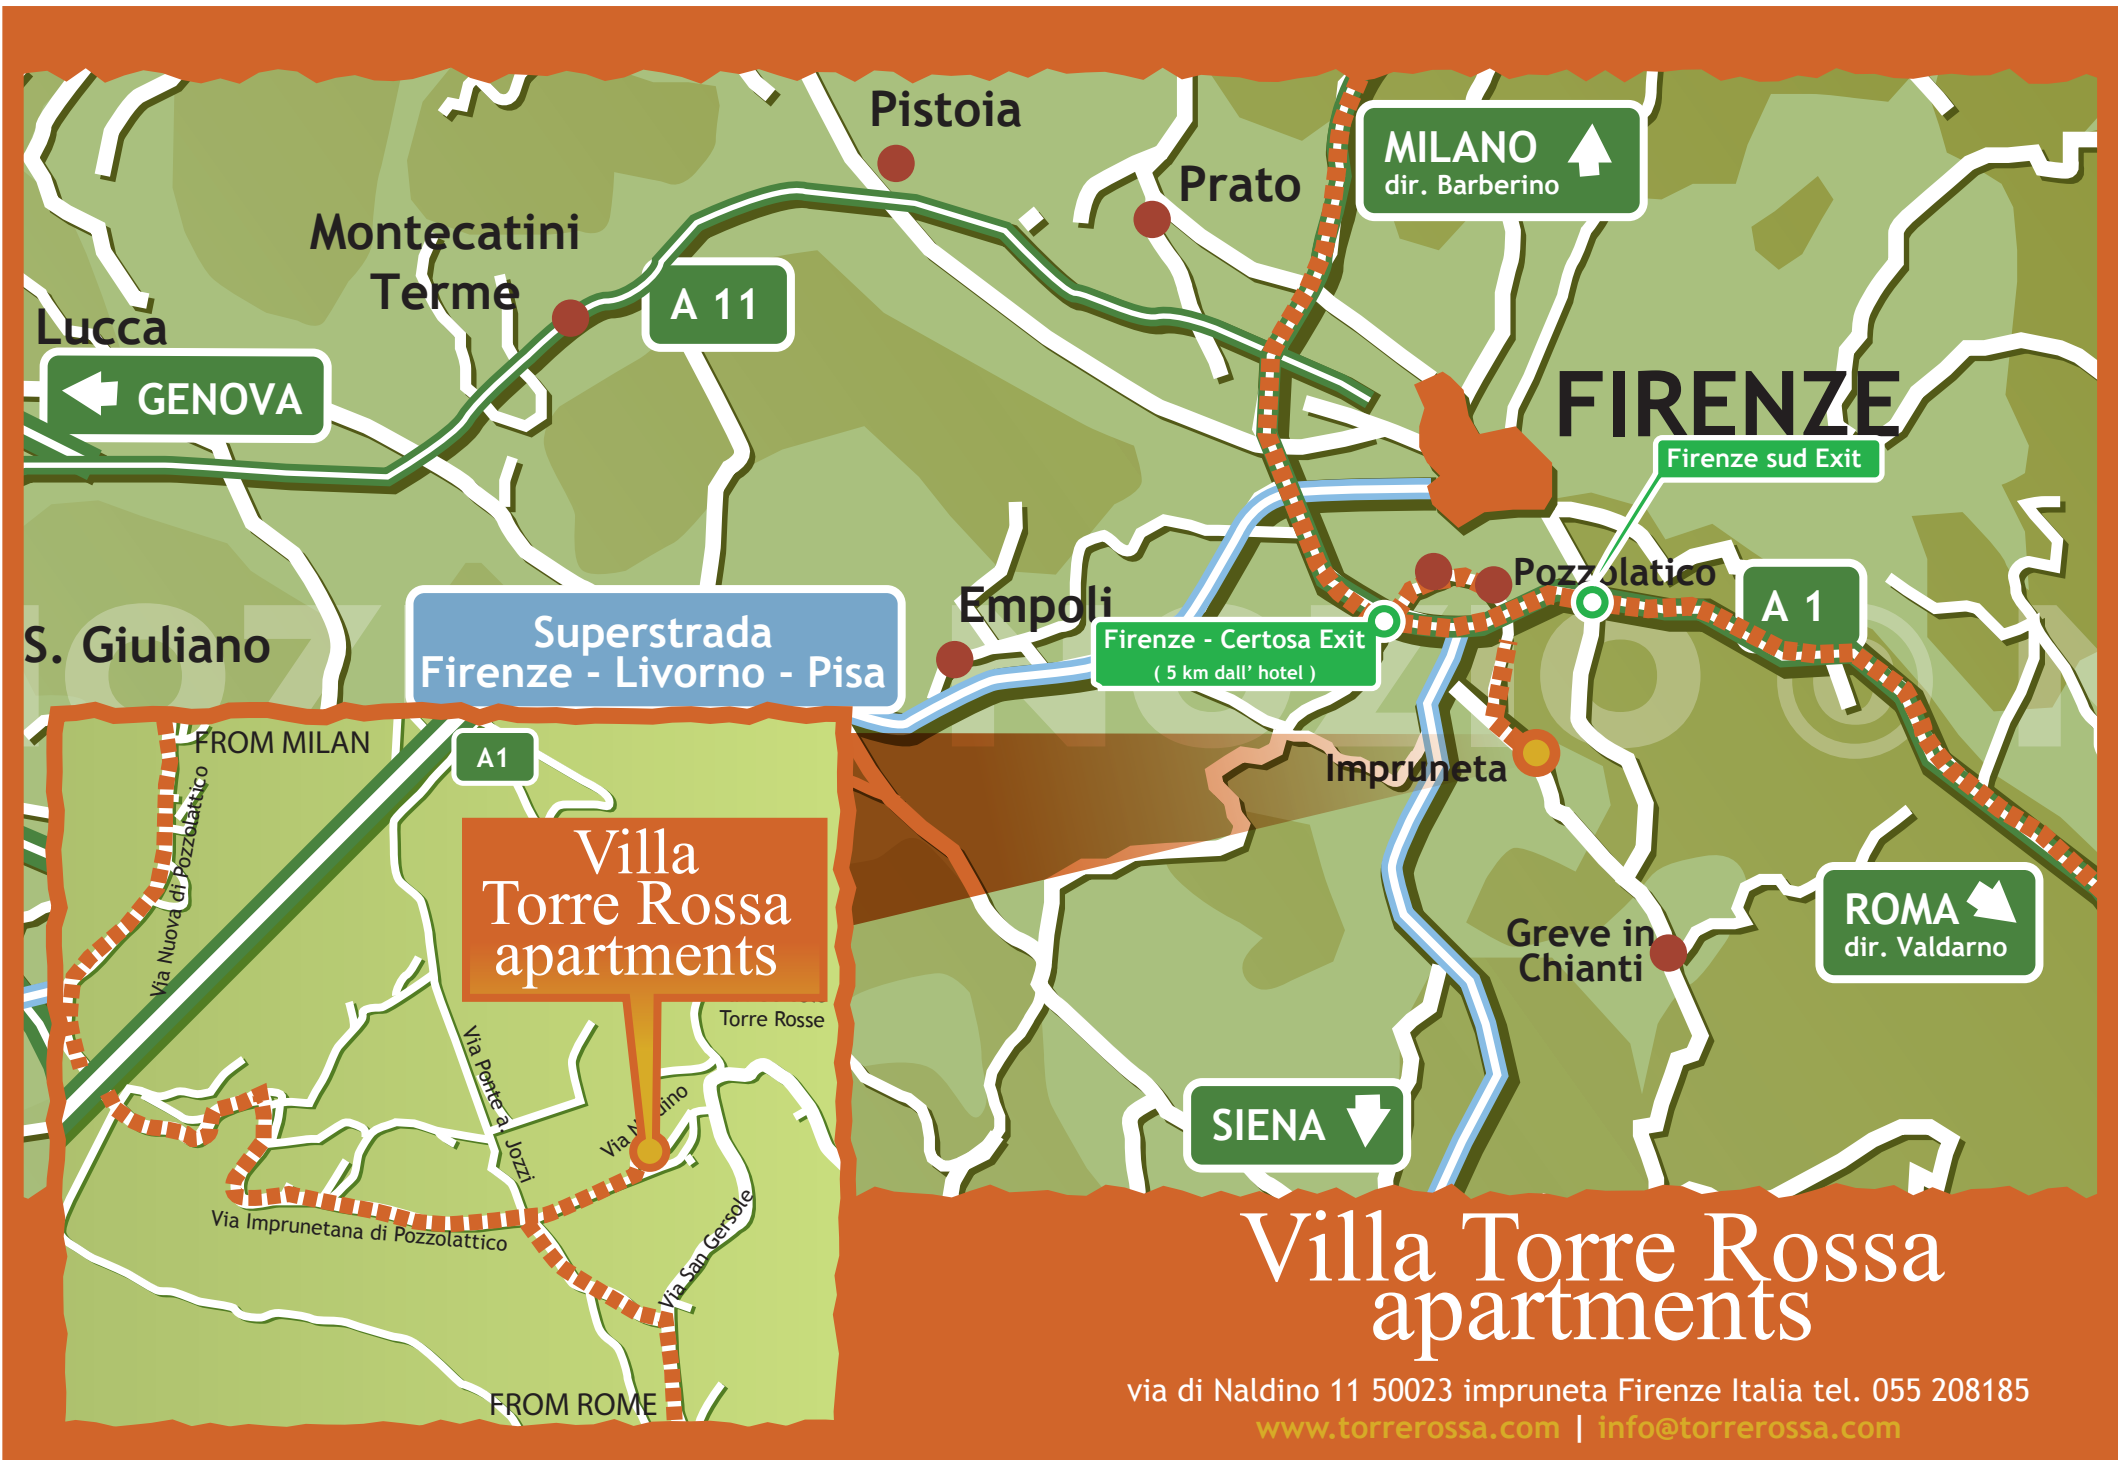 Pistoia
MILANO
dir. Barberino
Prato
Montecatini
Terme
A 11
Lucca
GENOVA
FIRENZE
Firenze sud Exit
Pozzolatico
A 1
Empoli
Superstrada
Firenze - Livorno - Pisa
S. Giuliano
Firenze - Certosa Exit
( 5 km dall' hotel )
NOZIO ©
FROM MILAN
A1
Impruneta
Via Nuova di Pozzolattico
Villa
Torre Rossa
apartments
Greve in
Chianti
ROMA
dir. Valdarno
Torre Rosse
Via Ponte a Jozzi
Via
SIENA
Via Imprunetana di Pozzolattico
Via San Gersole
FROM ROME
Villa Torre Rossa
apartments
via di Naldino 11 50023 impruneta Firenze Italia tel. 055 208185
www.torrerossa.com | info@torrerossa.com